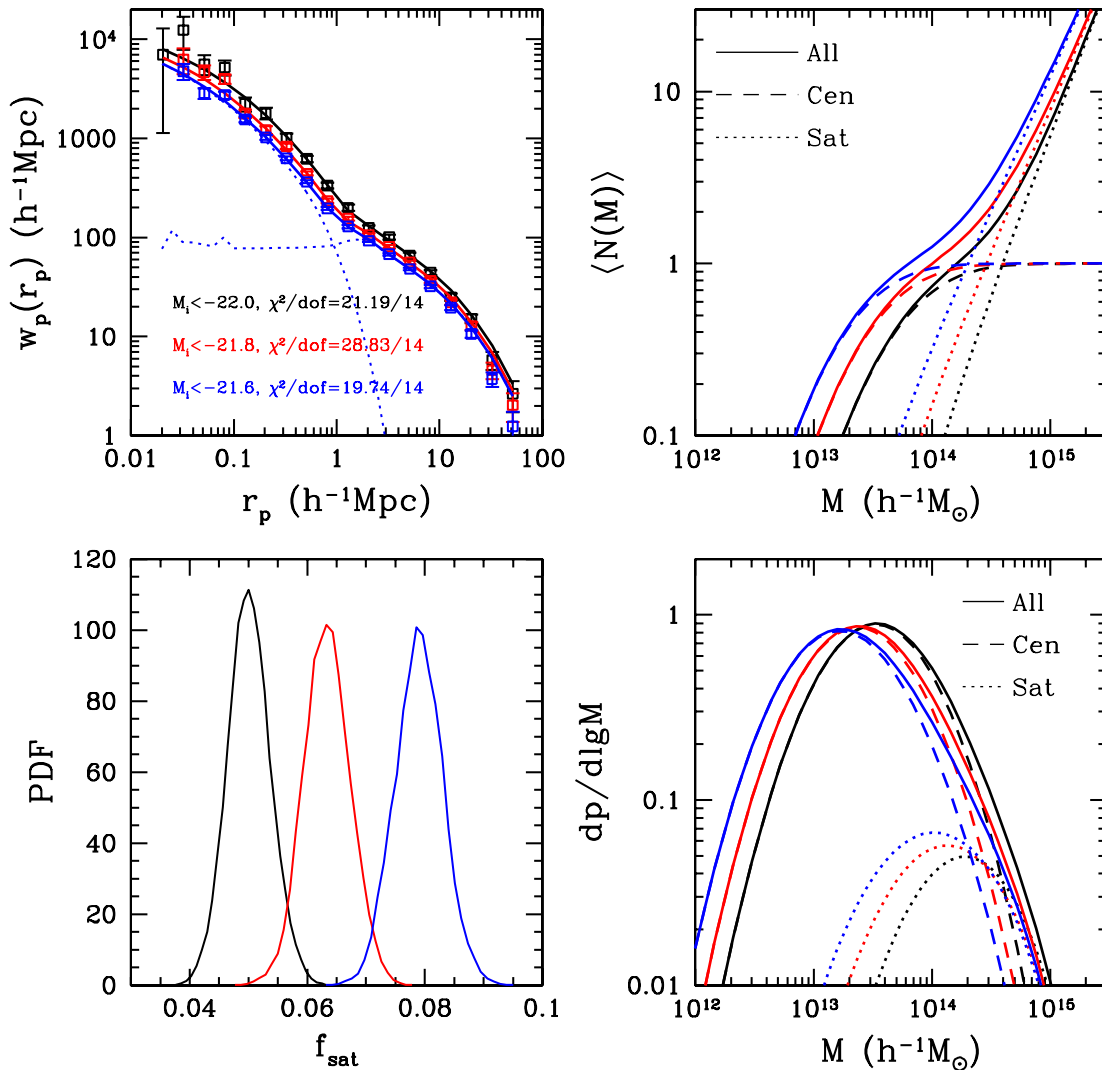 w_p(r_p) (h⁻¹Mpc)
10⁴
1000
100
10
1
M_i<-22.0, χ²/dof=21.19/14
M_i<-21.8, χ²/dof=28.83/14
M_i<-21.6, χ²/dof=19.74/14
0.01 0.1 1 10 100
r_p (h⁻¹Mpc)
⟨N(M)⟩
10
1
0.1
All
Cen
Sat
10¹² 10¹³ 10¹⁴ 10¹⁵
M (h⁻¹M⊙)
PDF
120
100
80
60
40
20
0
0.04 0.06 0.08 0.1
f_sat
dp/dlgM
1
0.1
0.01
All
Cen
Sat
10¹² 10¹³ 10¹⁴ 10¹⁵
M (h⁻¹M⊙)